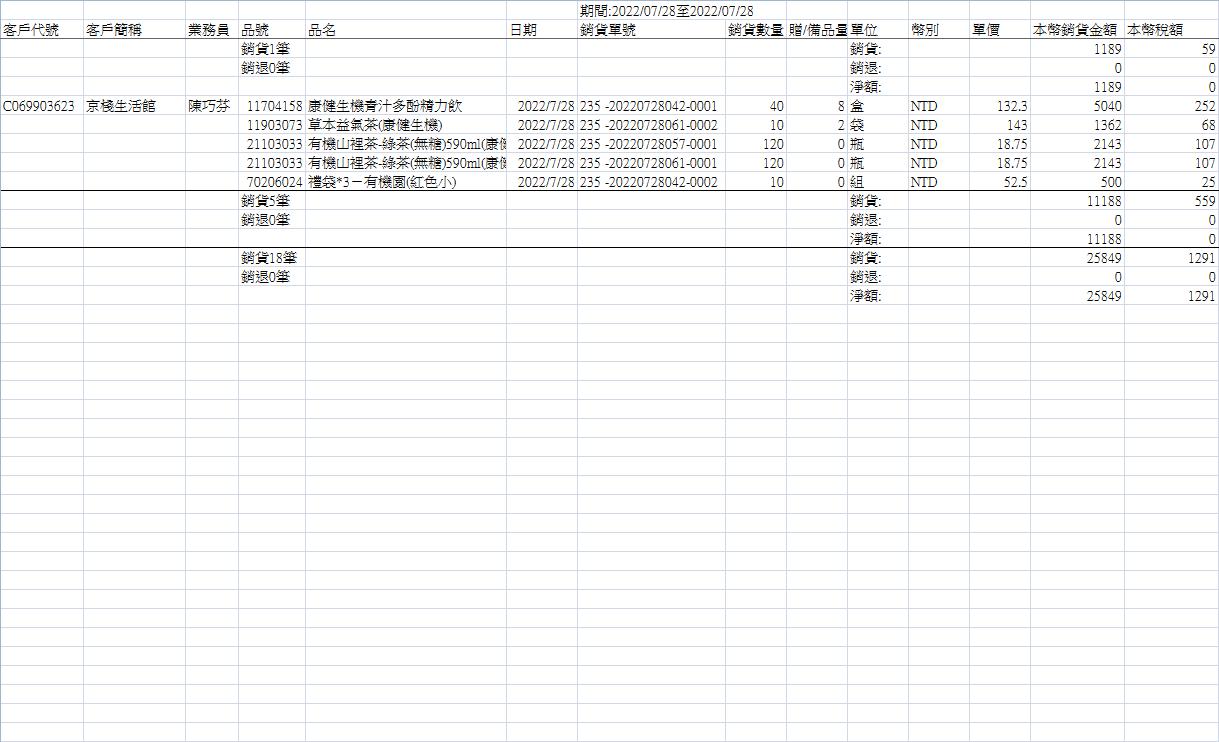 期間:2022/07/28至2022/07/28
客戶代號 客戶簡稱 業務員 品號 品名 日期 銷貨單號 銷貨數量 贈/備品量 單位 幣別 單價 本幣銷貨金額 本幣稅額
銷貨1筆 銷貨: 1189 59
銷退0筆 銷退: 0 0
淨額: 1189 0
C069903623 京棧生活館 陳巧芬 11704158 康健生機青汁多酚精力飲 2022/7/28 235 -20220728042-0001 40 8 盒 NTD 132.3 5040 252
11903073 草本益氣茶(康健生機) 2022/7/28 235 -20220728061-0002 10 2 袋 NTD 143 1362 68
21103033 有機山裡茶-綠茶(無糖)590ml(康 2022/7/28 235 -20220728057-0001 120 0 瓶 NTD 18.75 2143 107
21103033 有機山裡茶-綠茶(無糖)590ml(康 2022/7/28 235 -20220728061-0001 120 0 瓶 NTD 18.75 2143 107
70206024 禮袋*3－有機園(紅色小) 2022/7/28 235 -20220728042-0002 10 0 組 NTD 52.5 500 25
銷貨5筆 銷貨: 11188 559
銷退0筆 銷退: 0 0
淨額: 11188 0
銷貨18筆 銷貨: 25849 1291
銷退0筆 銷退: 0 0
淨額: 25849 1291